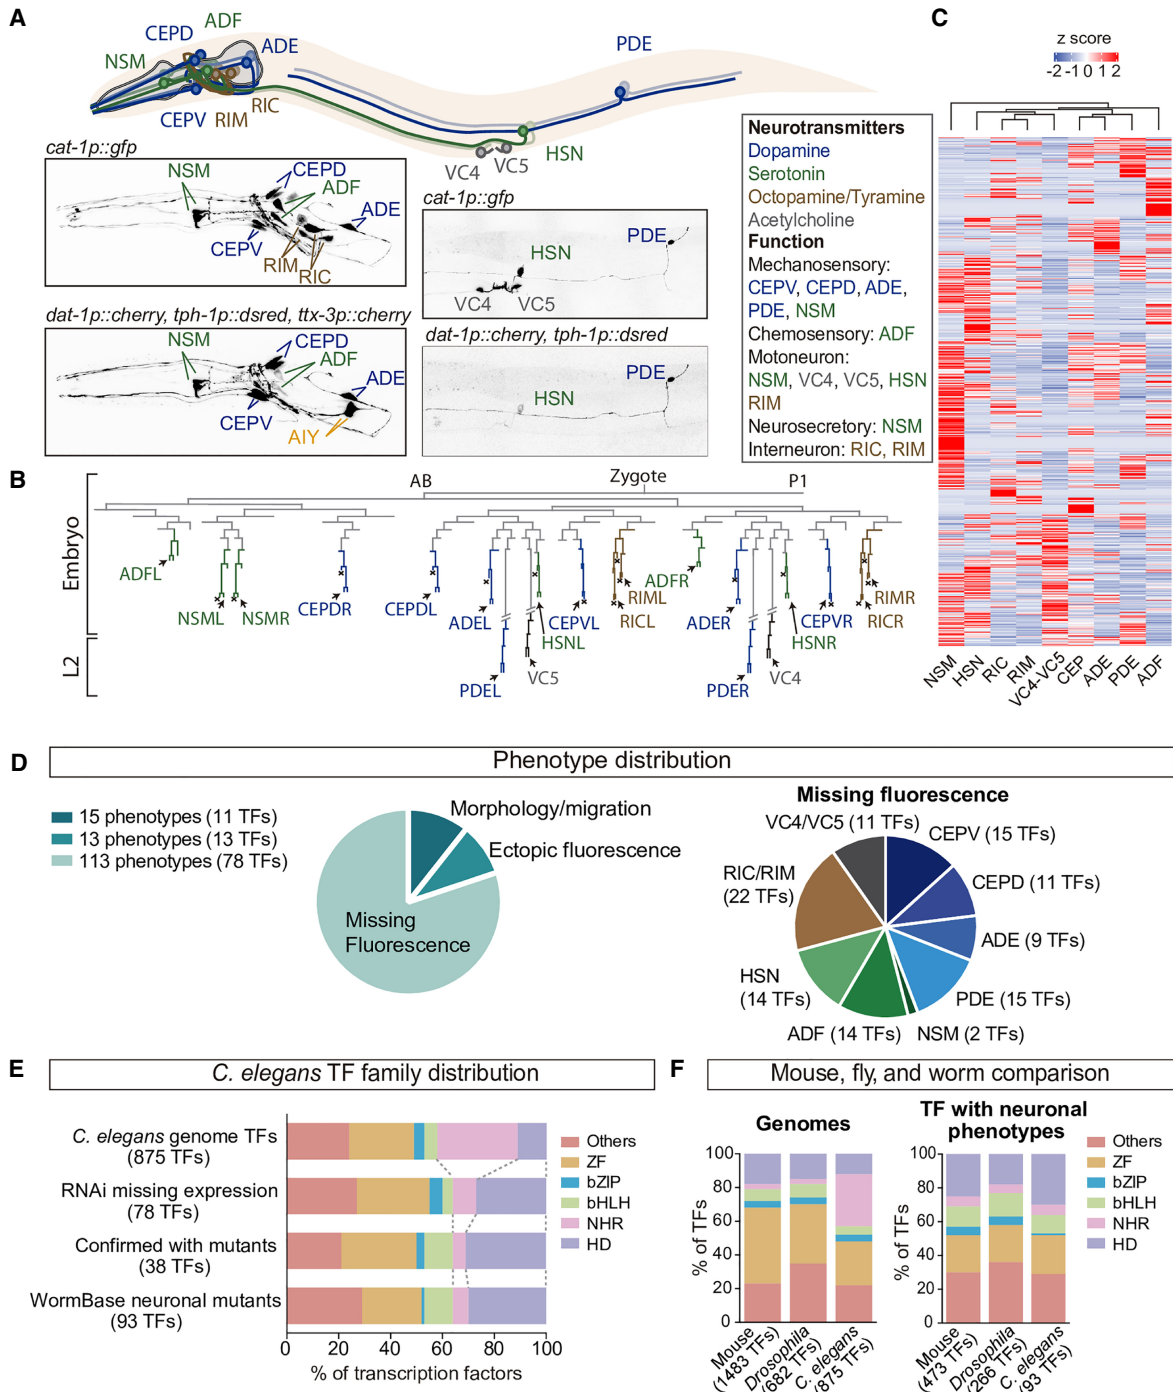 A
ADF
CEPD
ADE
NSM
PDE
CEPV
RIM
RIC
HSN
VC4
VC5
cat-1p::gfp
NSM
CEPD
ADF
ADE
CEPV
RIM
RIC
cat-1p::gfp
PDE
HSN
VC4
VC5
dat-1p::cherry, tph-1p::dsred, ttx-3p::cherry
NSM
CEPD
ADF
ADE
CEPV
AIY
dat-1p::cherry, tph-1p::dsred
PDE
HSN
Neurotransmitters
Dopamine
Serotonin
Octopamine/Tyramine
Acetylcholine
Function
Mechanosensory:
CEPV, CEPD, ADE,
PDE, NSM
Chemosensory: ADF
Motoneuron:
NSM, VC4, VC5, HSN
RIM
Neurosecretory: NSM
Interneuron: RIC, RIM
C
z score
-2 -1 0 1 2
NSM
HSN
RIC
RIM
VC4-VC5
CEP
ADE
PDE
ADF
B
Embryo
L2
AB
Zygote
P1
ADFL
NSML
NSMR
CEPDR
CEPDL
ADEL
PDEL
VC5
HSNL
CEPVL
RIML
RICL
ADFR
ADER
PDER
VC4
HSNR
CEPVR
RIMR
RICR
D
Phenotype distribution
15 phenotypes (11 TFs)
13 phenotypes (13 TFs)
113 phenotypes (78 TFs)
Morphology/migration
Ectopic fluorescence
Missing
Fluorescence
Missing fluorescence
VC4/VC5 (11 TFs)
CEPV (15 TFs)
CEPD (11 TFs)
ADE (9 TFs)
PDE (15 TFs)
NSM (2 TFs)
ADF (14 TFs)
HSN
(14 TFs)
RIC/RIM
(22 TFs)
E
C. elegans TF family distribution
C. elegans genome TFs
(875 TFs)
RNAi missing expression
(78 TFs)
Confirmed with mutants
(38 TFs)
WormBase neuronal mutants
(93 TFs)
0 20 40 60 80 100
% of transcription factors
Others
ZF
bZIP
bHLH
NHR
HD
F
Mouse, fly, and worm comparison
Genomes
% of TFs
100
80
60
40
20
0
Mouse
(1483 TFs)
Drosophila
(682 TFs)
C. elegans
(875 TFs)
TF with neuronal
phenotypes
% of TFs
100
80
60
40
20
0
Mouse
(473 TFs)
Drosophila
(266 TFs)
C. elegans
(93 TFs)
Others
ZF
bZIP
bHLH
NHR
HD